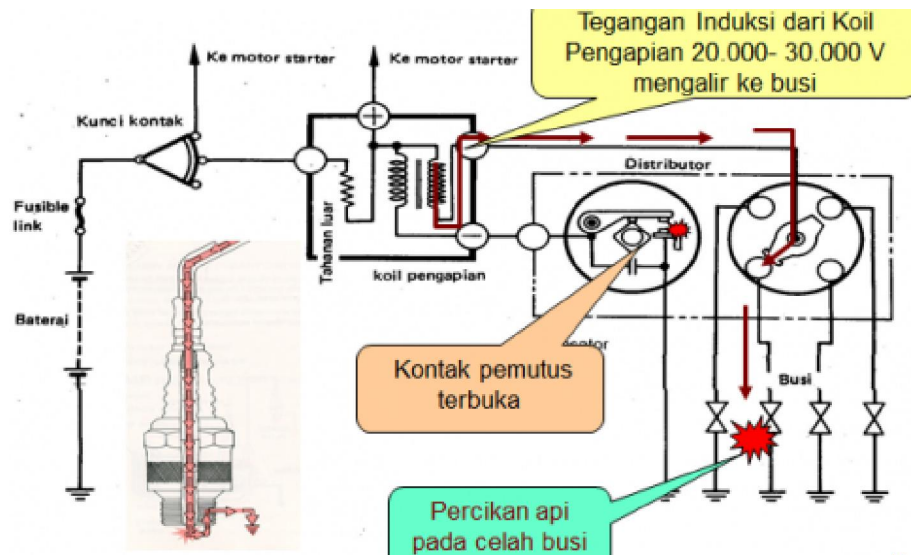 Tegangan Induksi dari Koil
Pengapian 20.000- 30.000 V
mengalir ke busi
Ke motor starter
Ke motor starter
Kunci kontak
Distributor
Fusible
link
Tahanan luar
koil pengapian
Baterai
Kontak pemutus
terbuka
Busi
Percikan api
pada celah busi